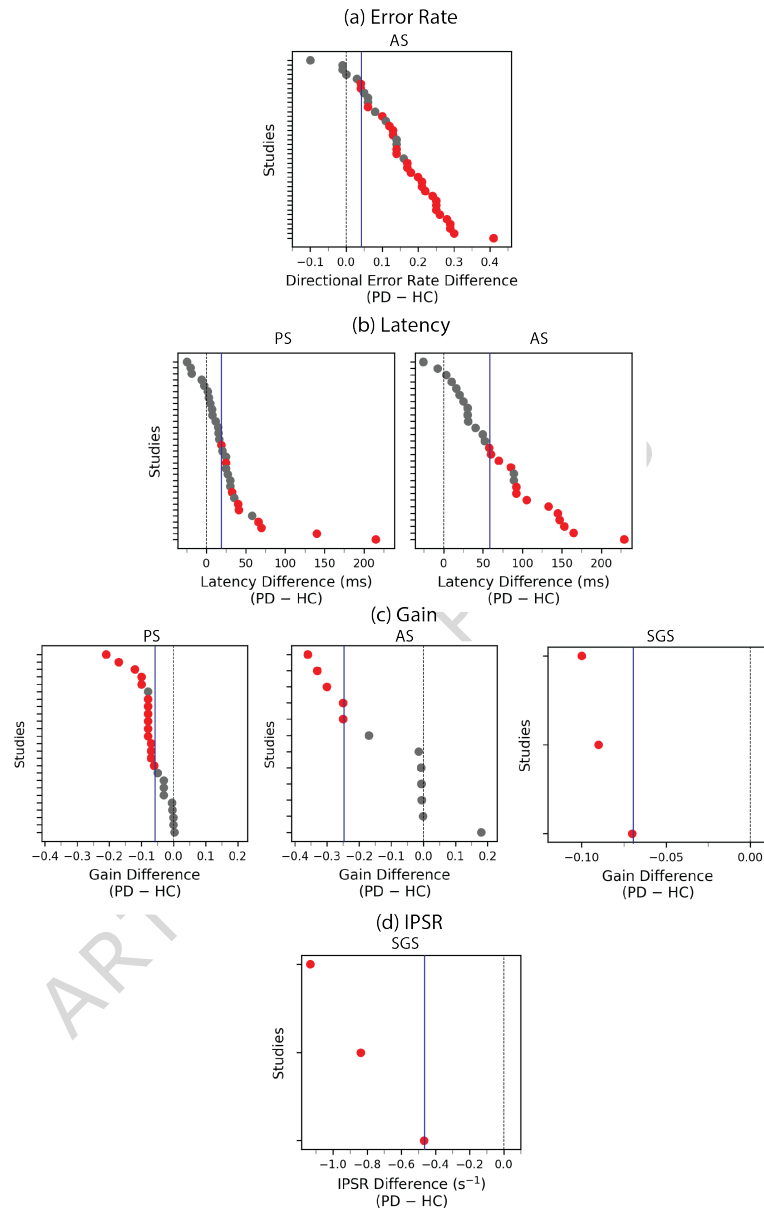 (a) Error Rate
AS
Studies
−0.1 0.0 0.1 0.2 0.3 0.4
Directional Error Rate Difference
(PD − HC)
(b) Latency
PS AS
Studies
0 50 100 150 200 0 50 100 150 200
Latency Difference (ms) Latency Difference (ms)
(PD − HC) (PD − HC)
(c) Gain
PS AS SGS
Studies Studies Studies
−0.4 −0.3 −0.2 −0.1 0.0 0.1 0.2 −0.4 −0.3 −0.2 −0.1 0.0 0.1 0.2 −0.10 −0.05 0.00
Gain Difference Gain Difference Gain Difference
(PD − HC) (PD − HC) (PD − HC)
(d) IPSR
SGS
Studies
−1.0 −0.8 −0.6 −0.4 −0.2 0.0
IPSR Difference (s⁻¹)
(PD − HC)
ART